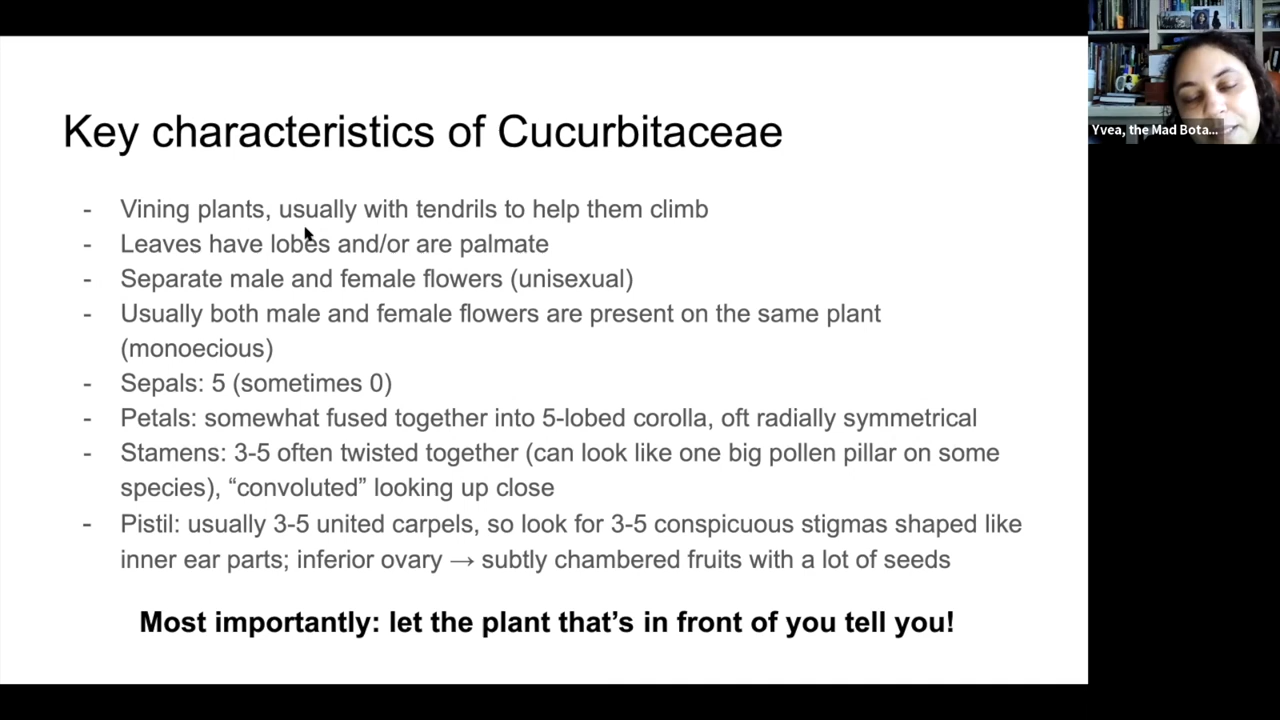 Key characteristics of Cucurbitaceae
- Vining plants, usually with tendrils to help them climb
- Leaves have lobes and/or are palmate
- Separate male and female flowers (unisexual)
- Usually both male and female flowers are present on the same plant
(monoecious)
- Sepals: 5 (sometimes 0)
- Petals: somewhat fused together into 5-lobed corolla, oft radially symmetrical
- Stamens: 3-5 often twisted together (can look like one big pollen pillar on some
species), “convoluted” looking up close
- Pistil: usually 3-5 united carpels, so look for 3-5 conspicuous stigmas shaped like
inner ear parts; inferior ovary → subtly chambered fruits with a lot of seeds
Most importantly: let the plant that’s in front of you tell you!
Yvea, the Mad Bota...